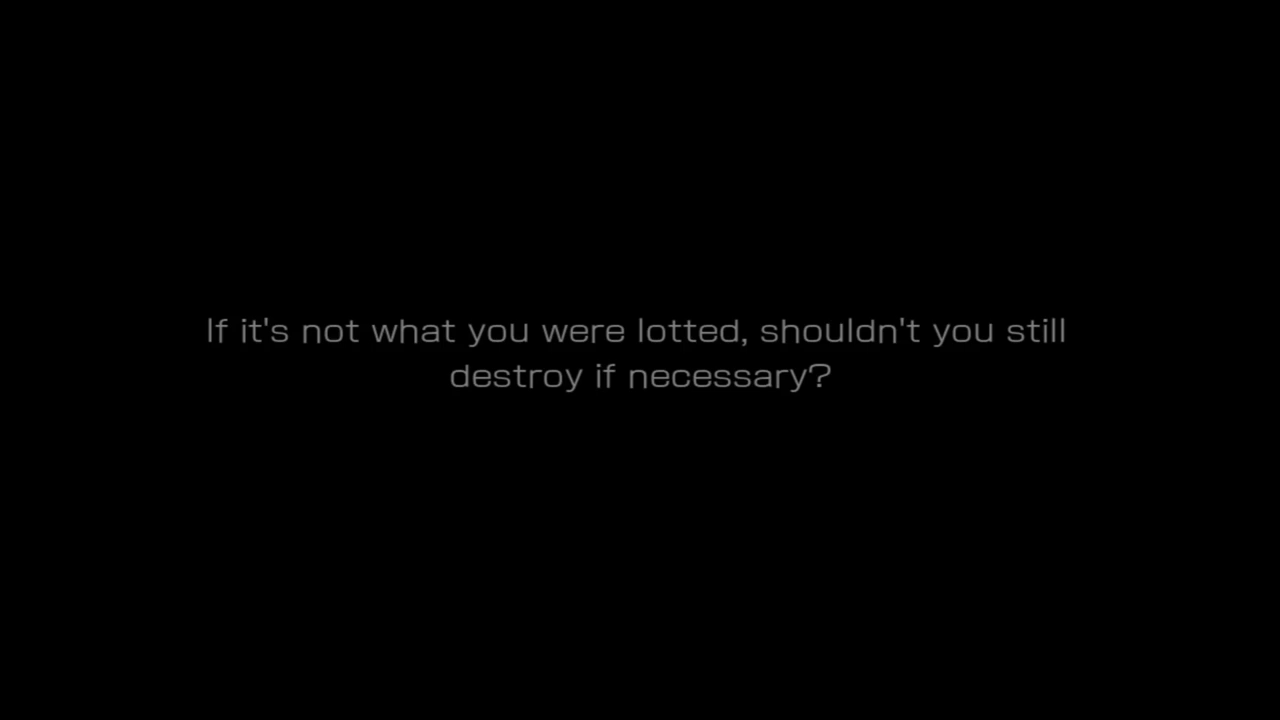 If it's not what you were lotted, shouldn't you still
destroy if necessary?